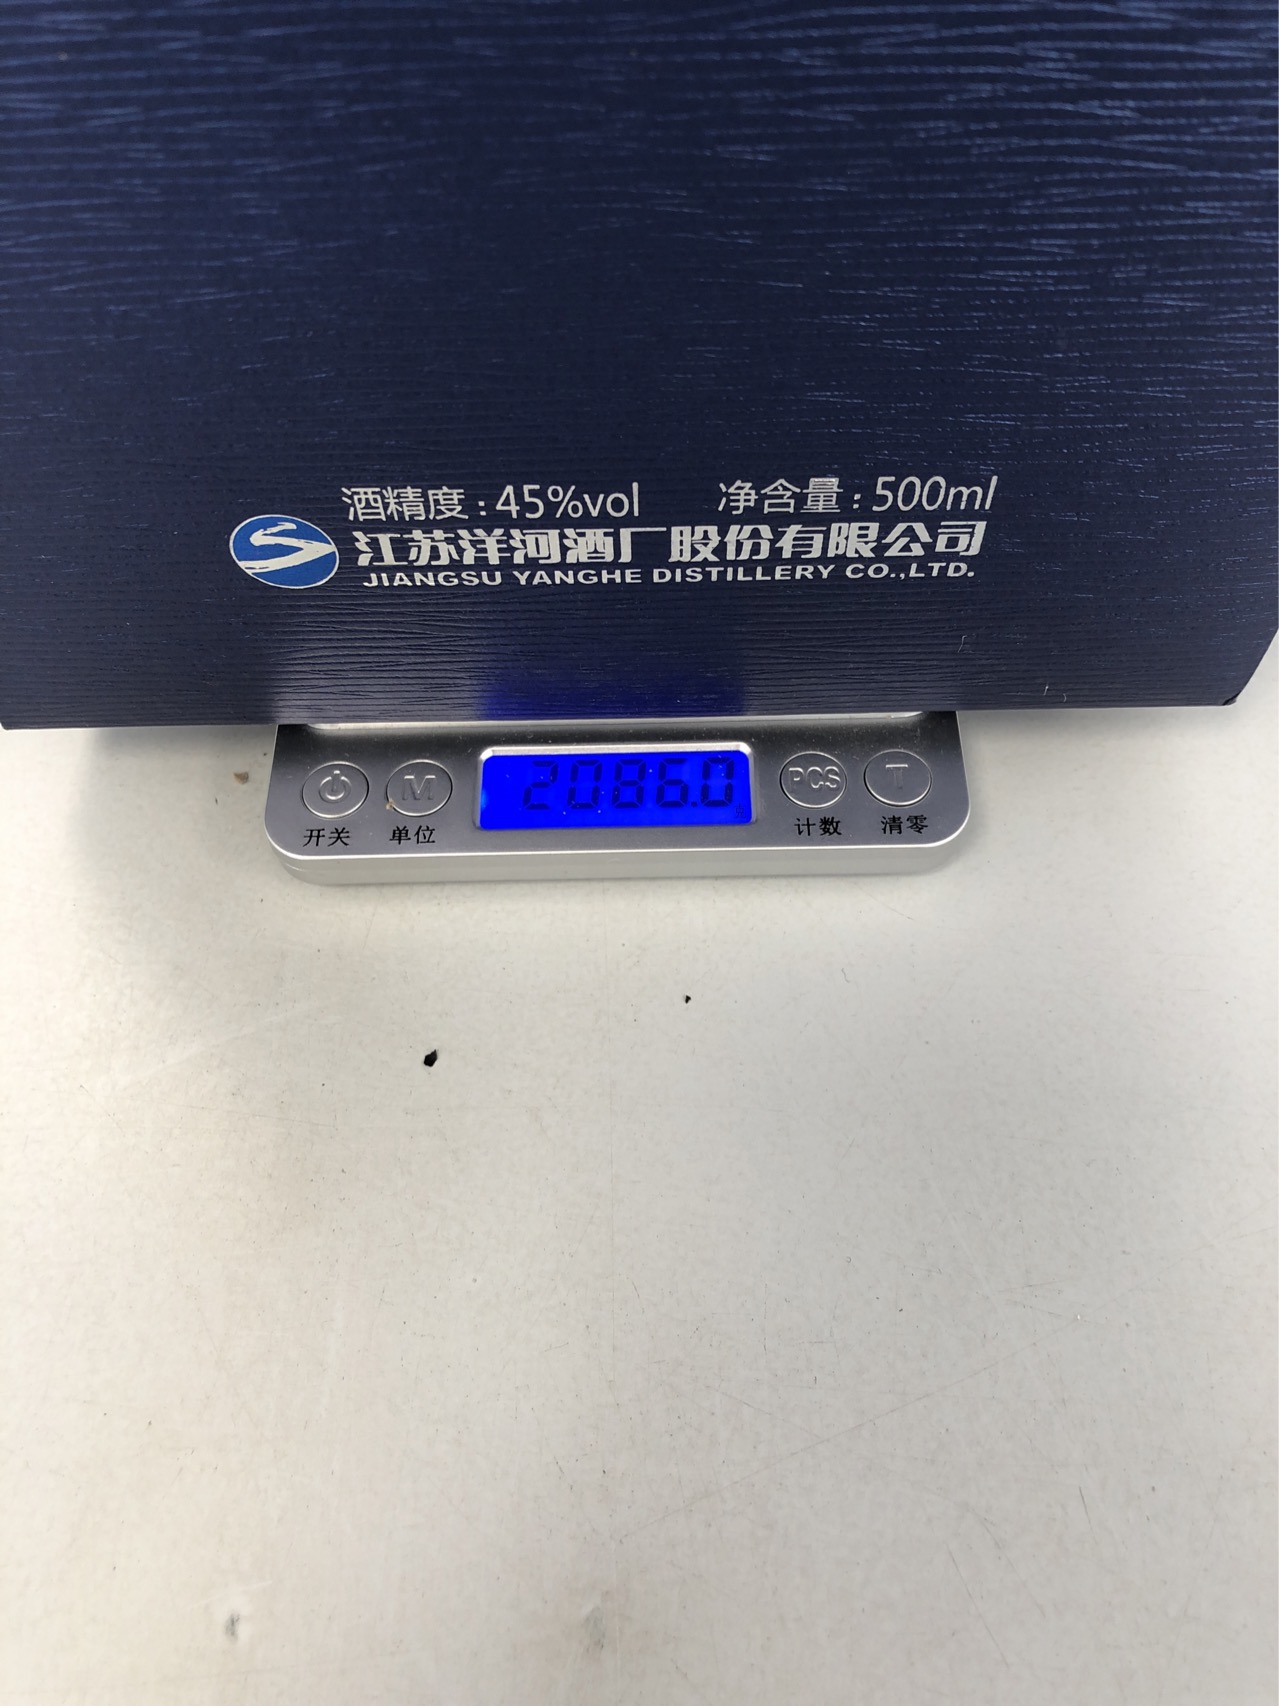 酒精度：45%vol 净含量：500ml
江苏洋河酒厂股份有限公司
JIANGSU YANGHE DISTILLERY CO.,LTD.
M 2086.0 PCS T
开关 单位 计数 清零